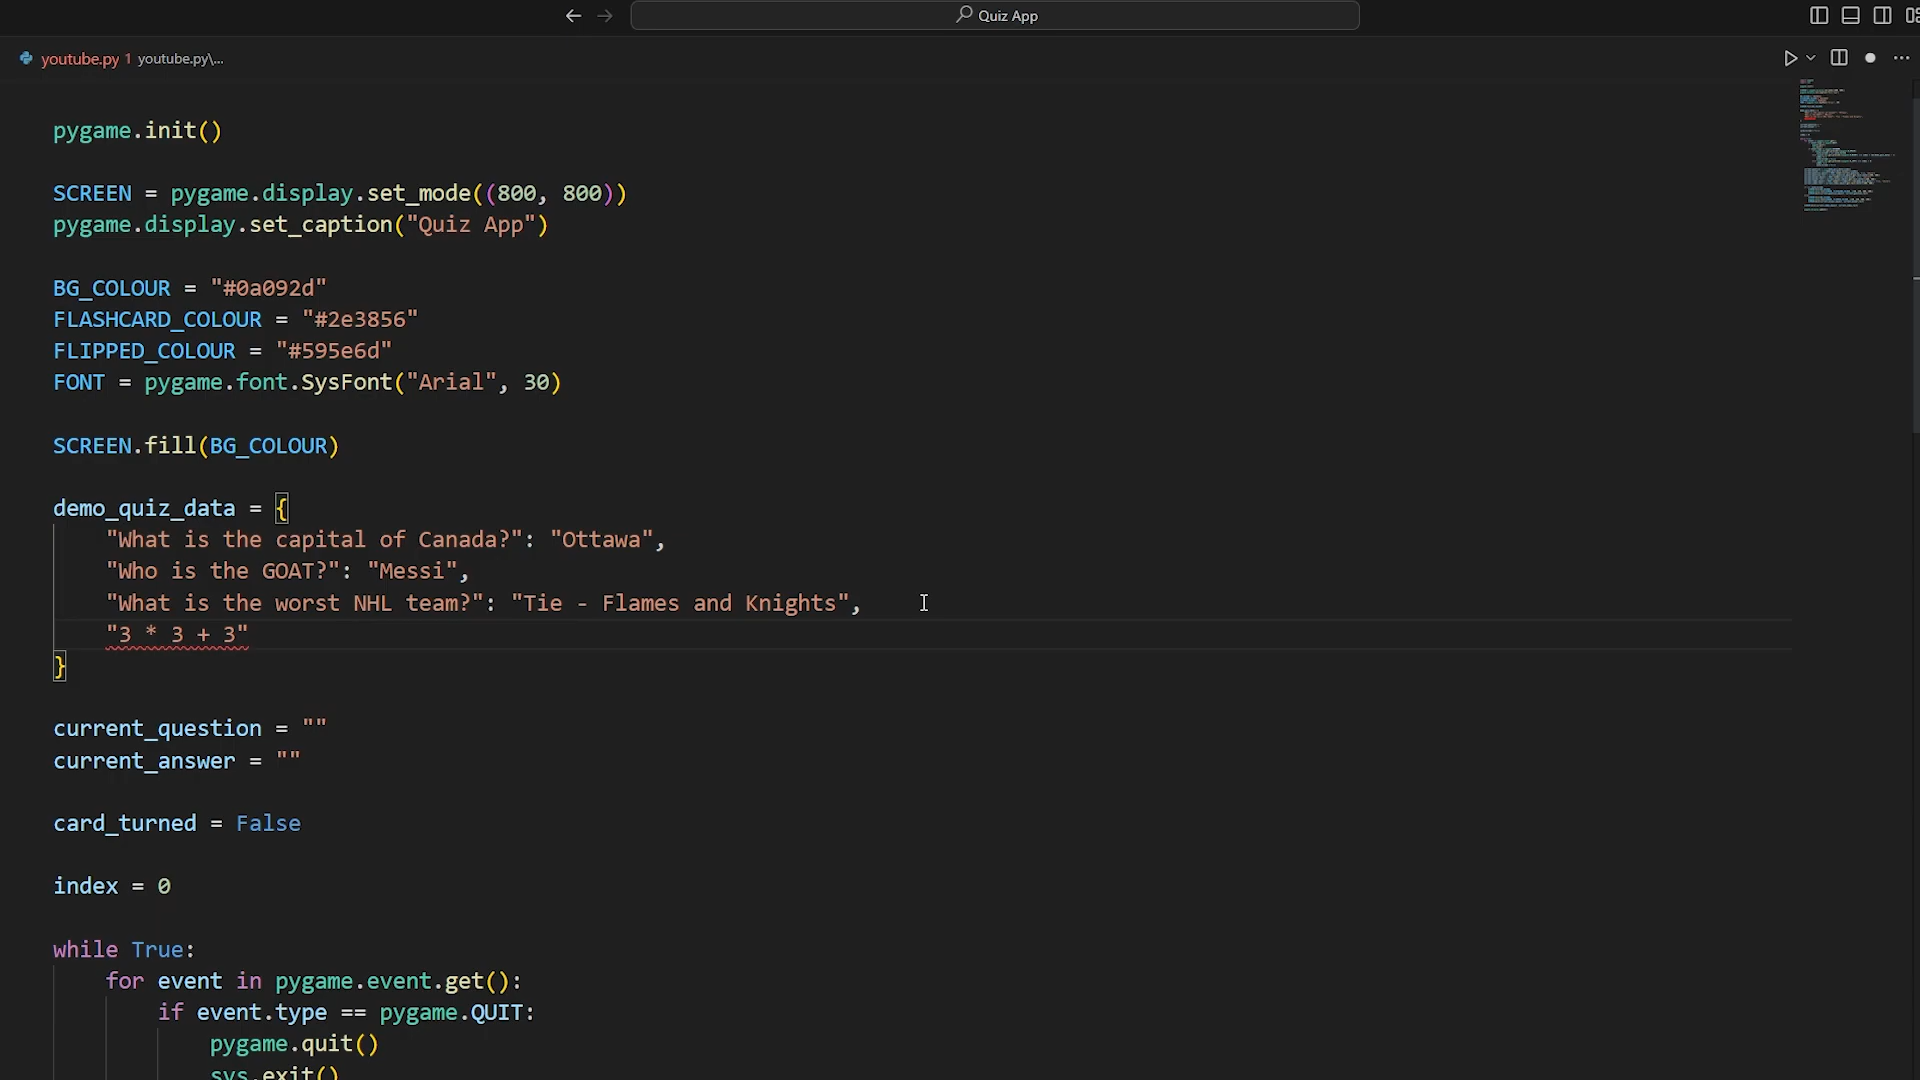 Quiz App
youtube.py 1 youtube.py\...
pygame.init()
SCREEN = pygame.display.set_mode((800, 800))
pygame.display.set_caption("Quiz App")
BG_COLOUR = "#0a092d"
FLASHCARD_COLOUR = "#2e3856"
FLIPPED_COLOUR = "#595e6d"
FONT = pygame.font.SysFont("Arial", 30)
SCREEN.fill(BG_COLOUR)
demo_quiz_data = {
    "What is the capital of Canada?": "Ottawa",
    "Who is the GOAT?": "Messi",
    "What is the worst NHL team?": "Tie - Flames and Knights",
    "3 * 3 + 3"
}
current_question = ""
current_answer = ""
card_turned = False
index = 0
while True:
    for event in pygame.event.get():
        if event.type == pygame.QUIT:
            pygame.quit()
            sys.exit()